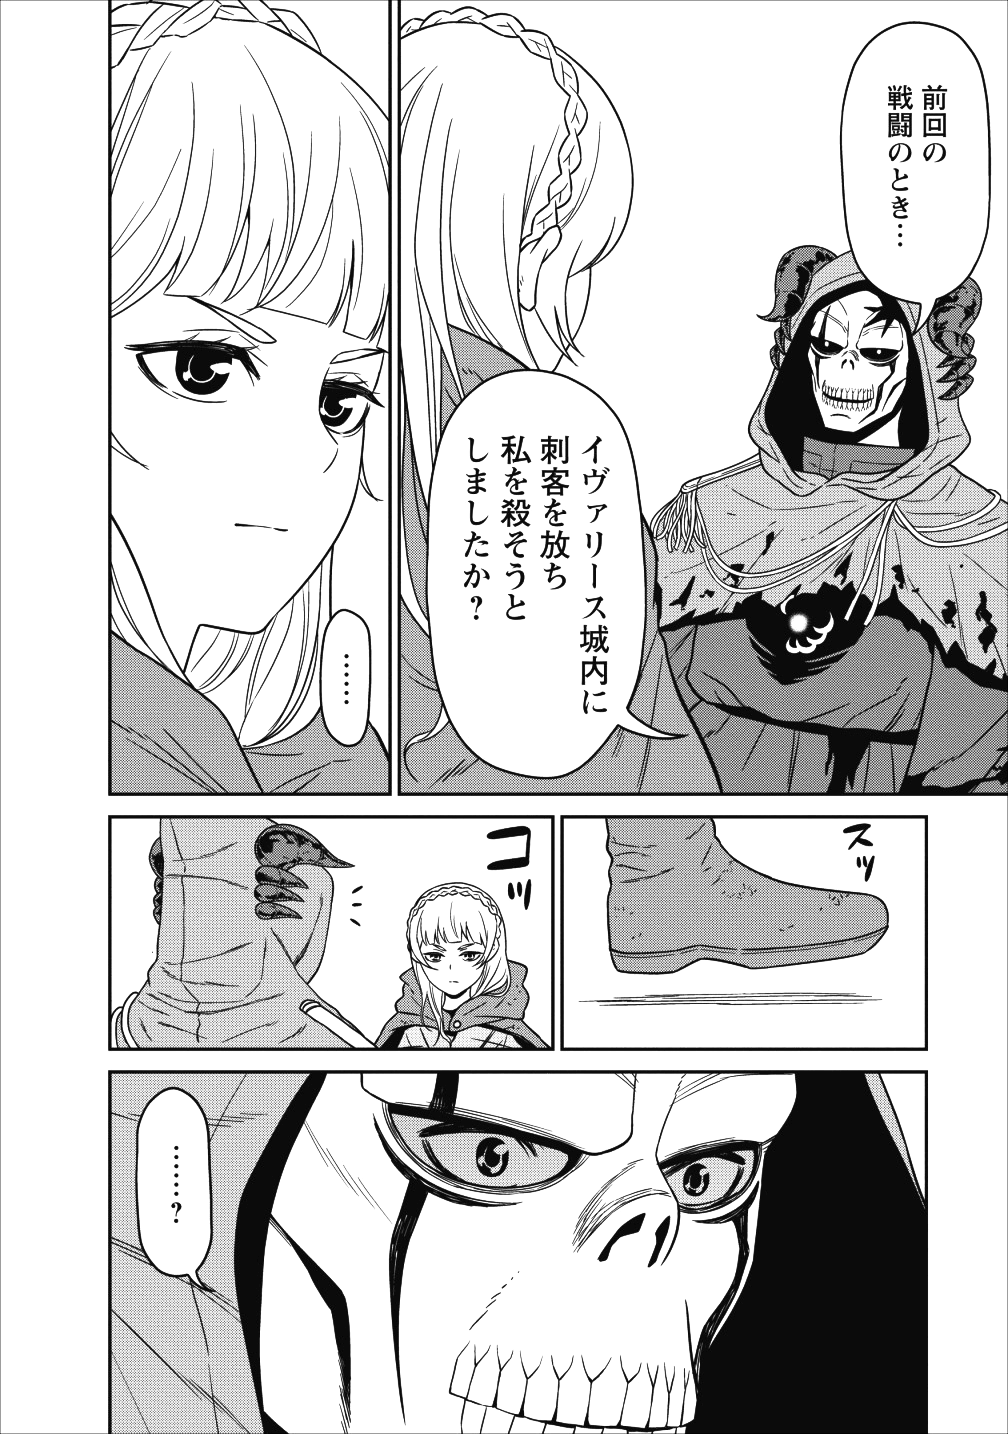 前回の
戦闘のとき…
イヴァリース城内に
刺客を放ち
私を殺そうと
しましたか?
……
スッ
コッ
……?